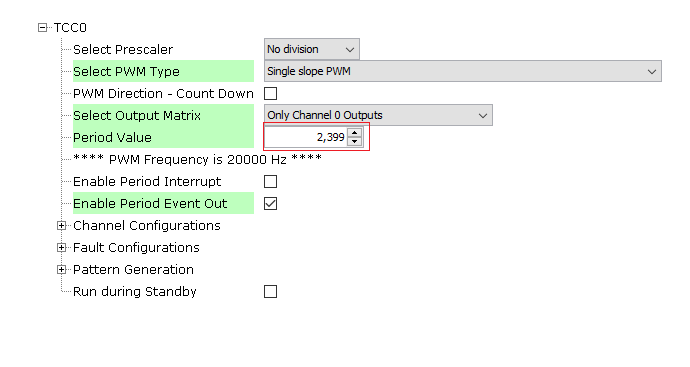 TCC0
Select Prescaler No division
Select PWM Type Single slope PWM
PWM Direction - Count Down
Select Output Matrix Only Channel 0 Outputs
Period Value 2,399
**** PWM Frequency is 20000 Hz ****
Enable Period Interrupt
Enable Period Event Out
Channel Configurations
Fault Configurations
Pattern Generation
Run during Standby